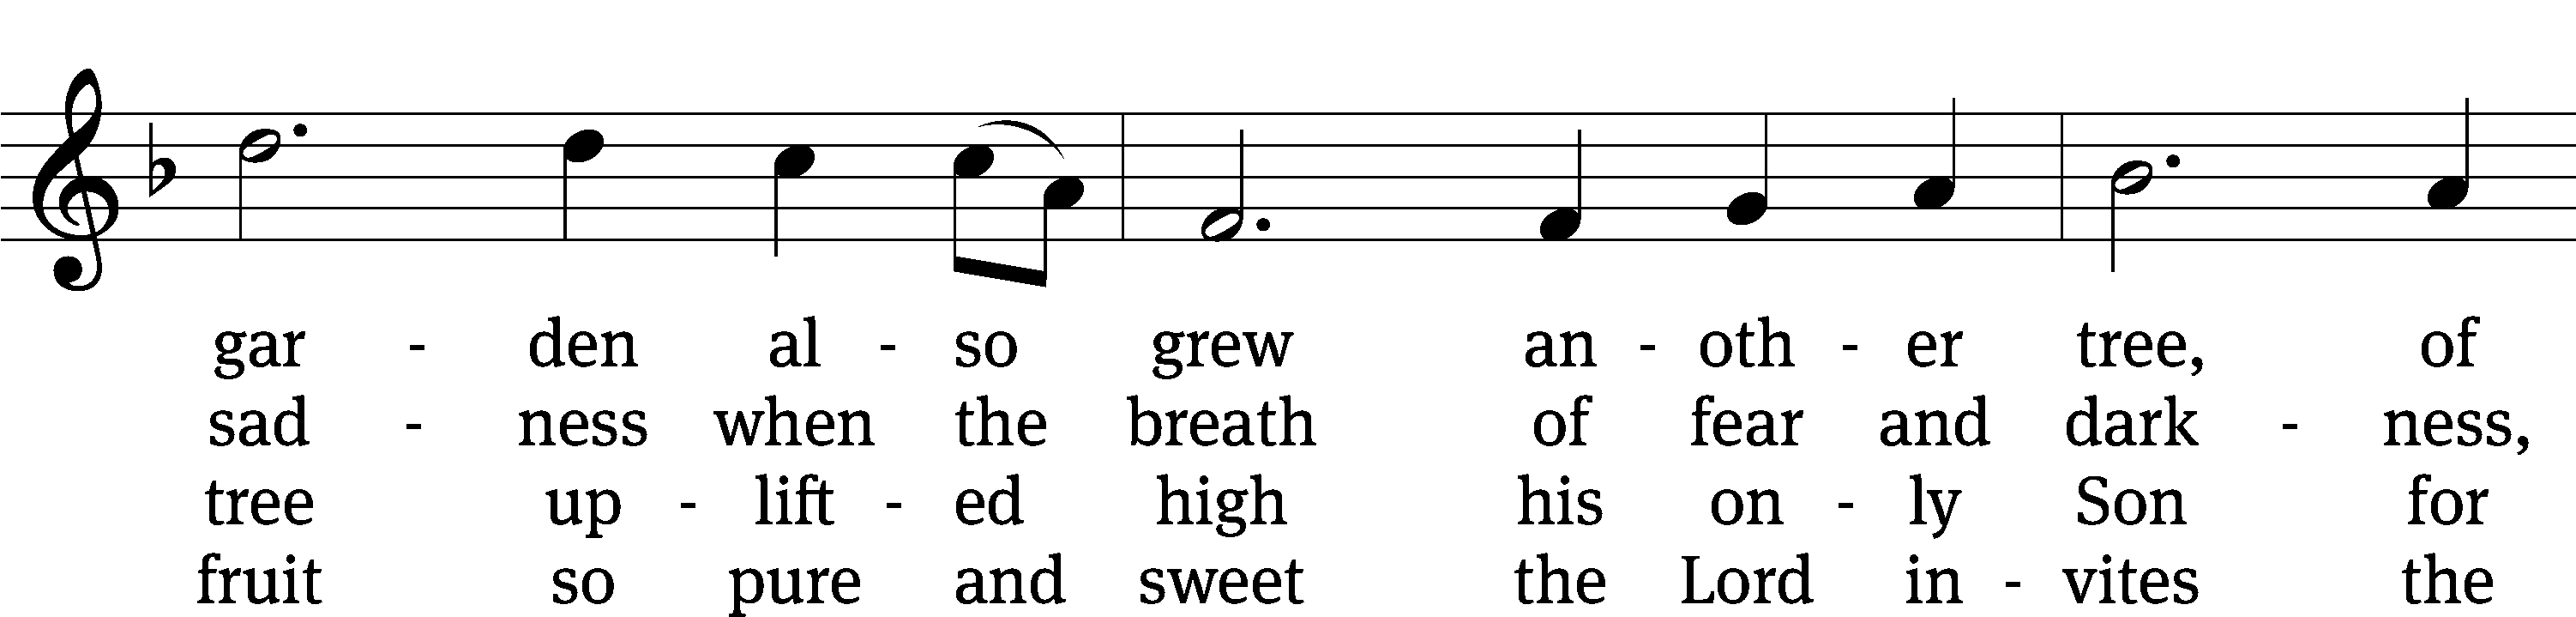 gar - den al - so grew an - oth - er tree, of
sad - ness when the breath of fear and dark - ness,
tree up - lift - ed high his on - ly Son for
fruit so pure and sweet the Lord in - vites the